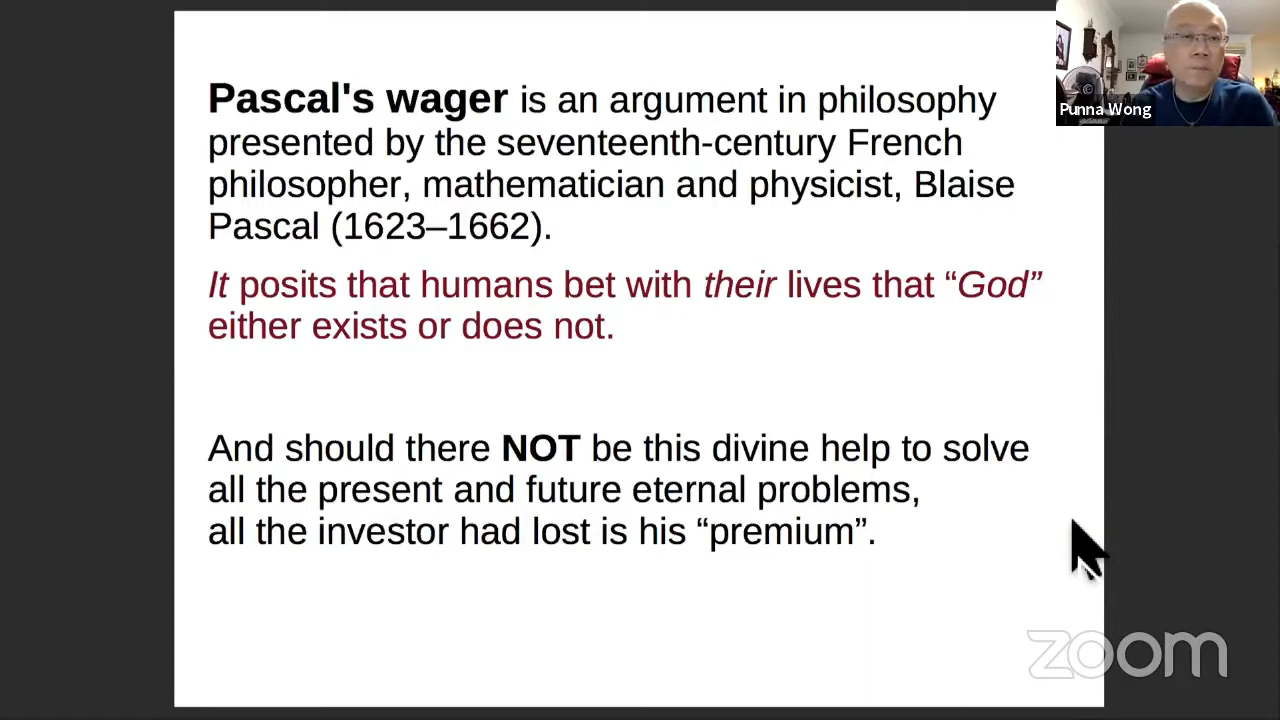 Pascal's wager is an argument in philosophy
presented by the seventeenth-century French
philosopher, mathematician and physicist, Blaise
Pascal (1623–1662).
It posits that humans bet with their lives that “God”
either exists or does not.
And should there NOT be this divine help to solve
all the present and future eternal problems,
all the investor had lost is his “premium”.
Punna Wong
zoom